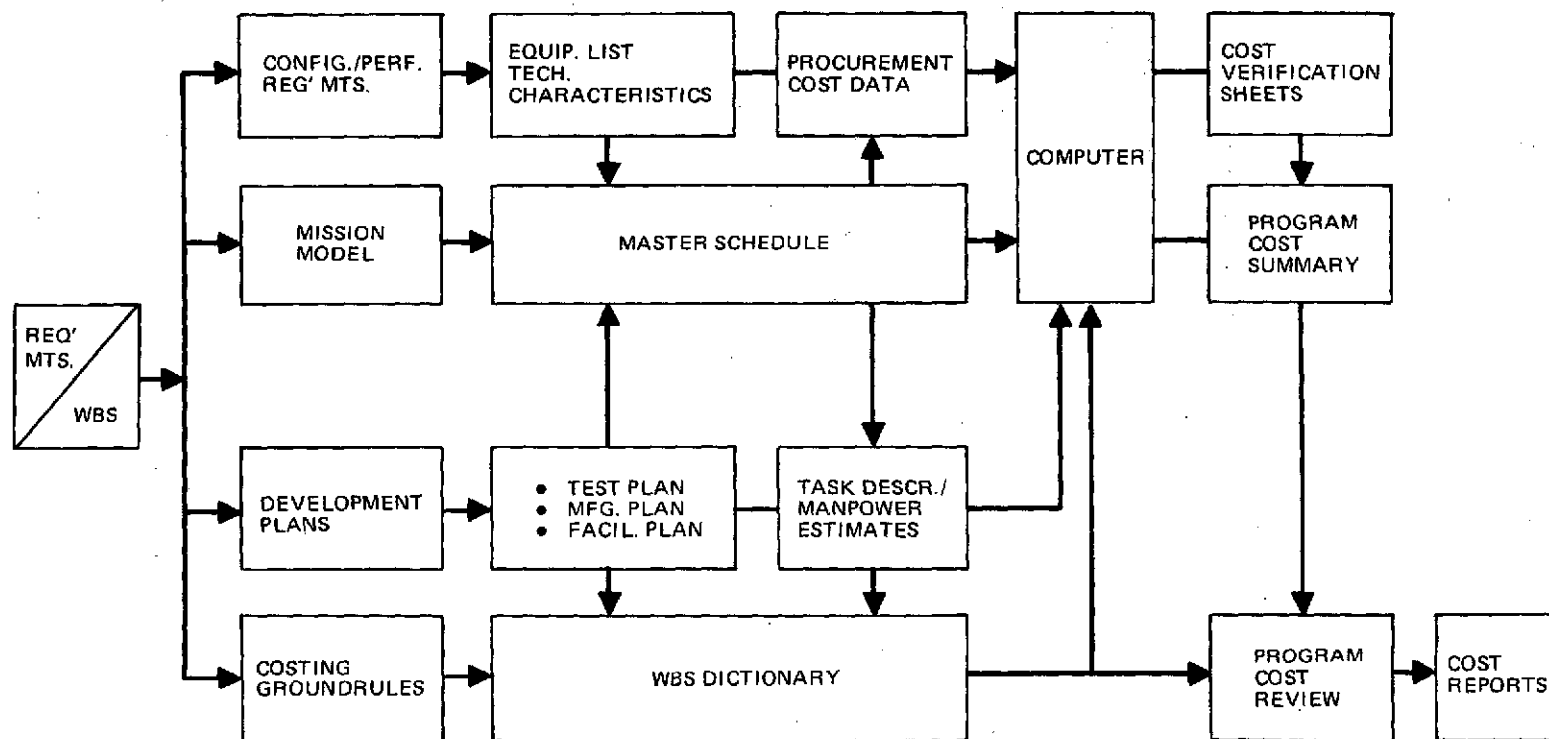 CONFIG./PERF.
REG' MTS.
EQUIP. LIST
TECH.
CHARACTERISTICS
PROCUREMENT
COST DATA
COMPUTER
COST
VERIFICATION
SHEETS
MISSION
MODEL
MASTER SCHEDULE
PROGRAM
COST
SUMMARY
REQ'
MTS.
WBS
DEVELOPMENT
PLANS
• TEST PLAN
• MFG. PLAN
• FACIL. PLAN
TASK DESCR./
MANPOWER
ESTIMATES
COSTING
GROUNDRULES
WBS DICTIONARY
PROGRAM
COST
REVIEW
COST
REPORTS